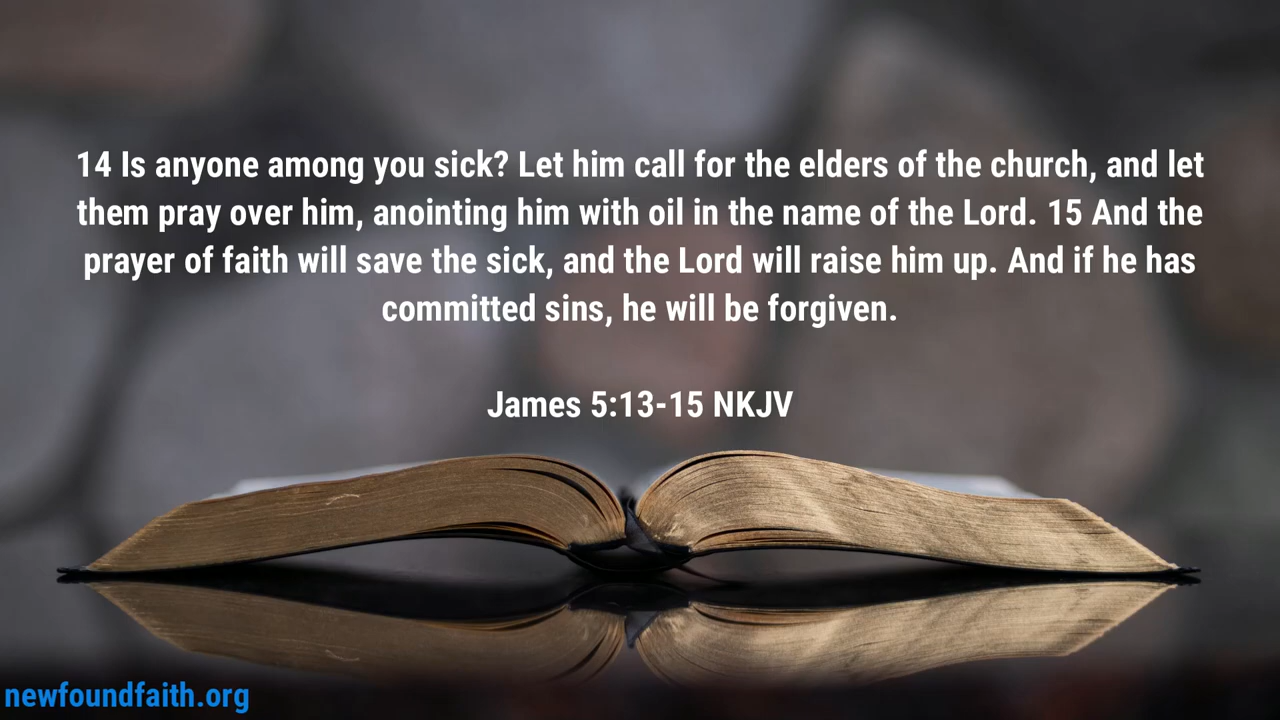 14 Is anyone among you sick? Let him call for the elders of the church, and let
them pray over him, anointing him with oil in the name of the Lord. 15 And the
prayer of faith will save the sick, and the Lord will raise him up. And if he has
committed sins, he will be forgiven.
James 5:13-15 NKJV
newfoundfaith.org